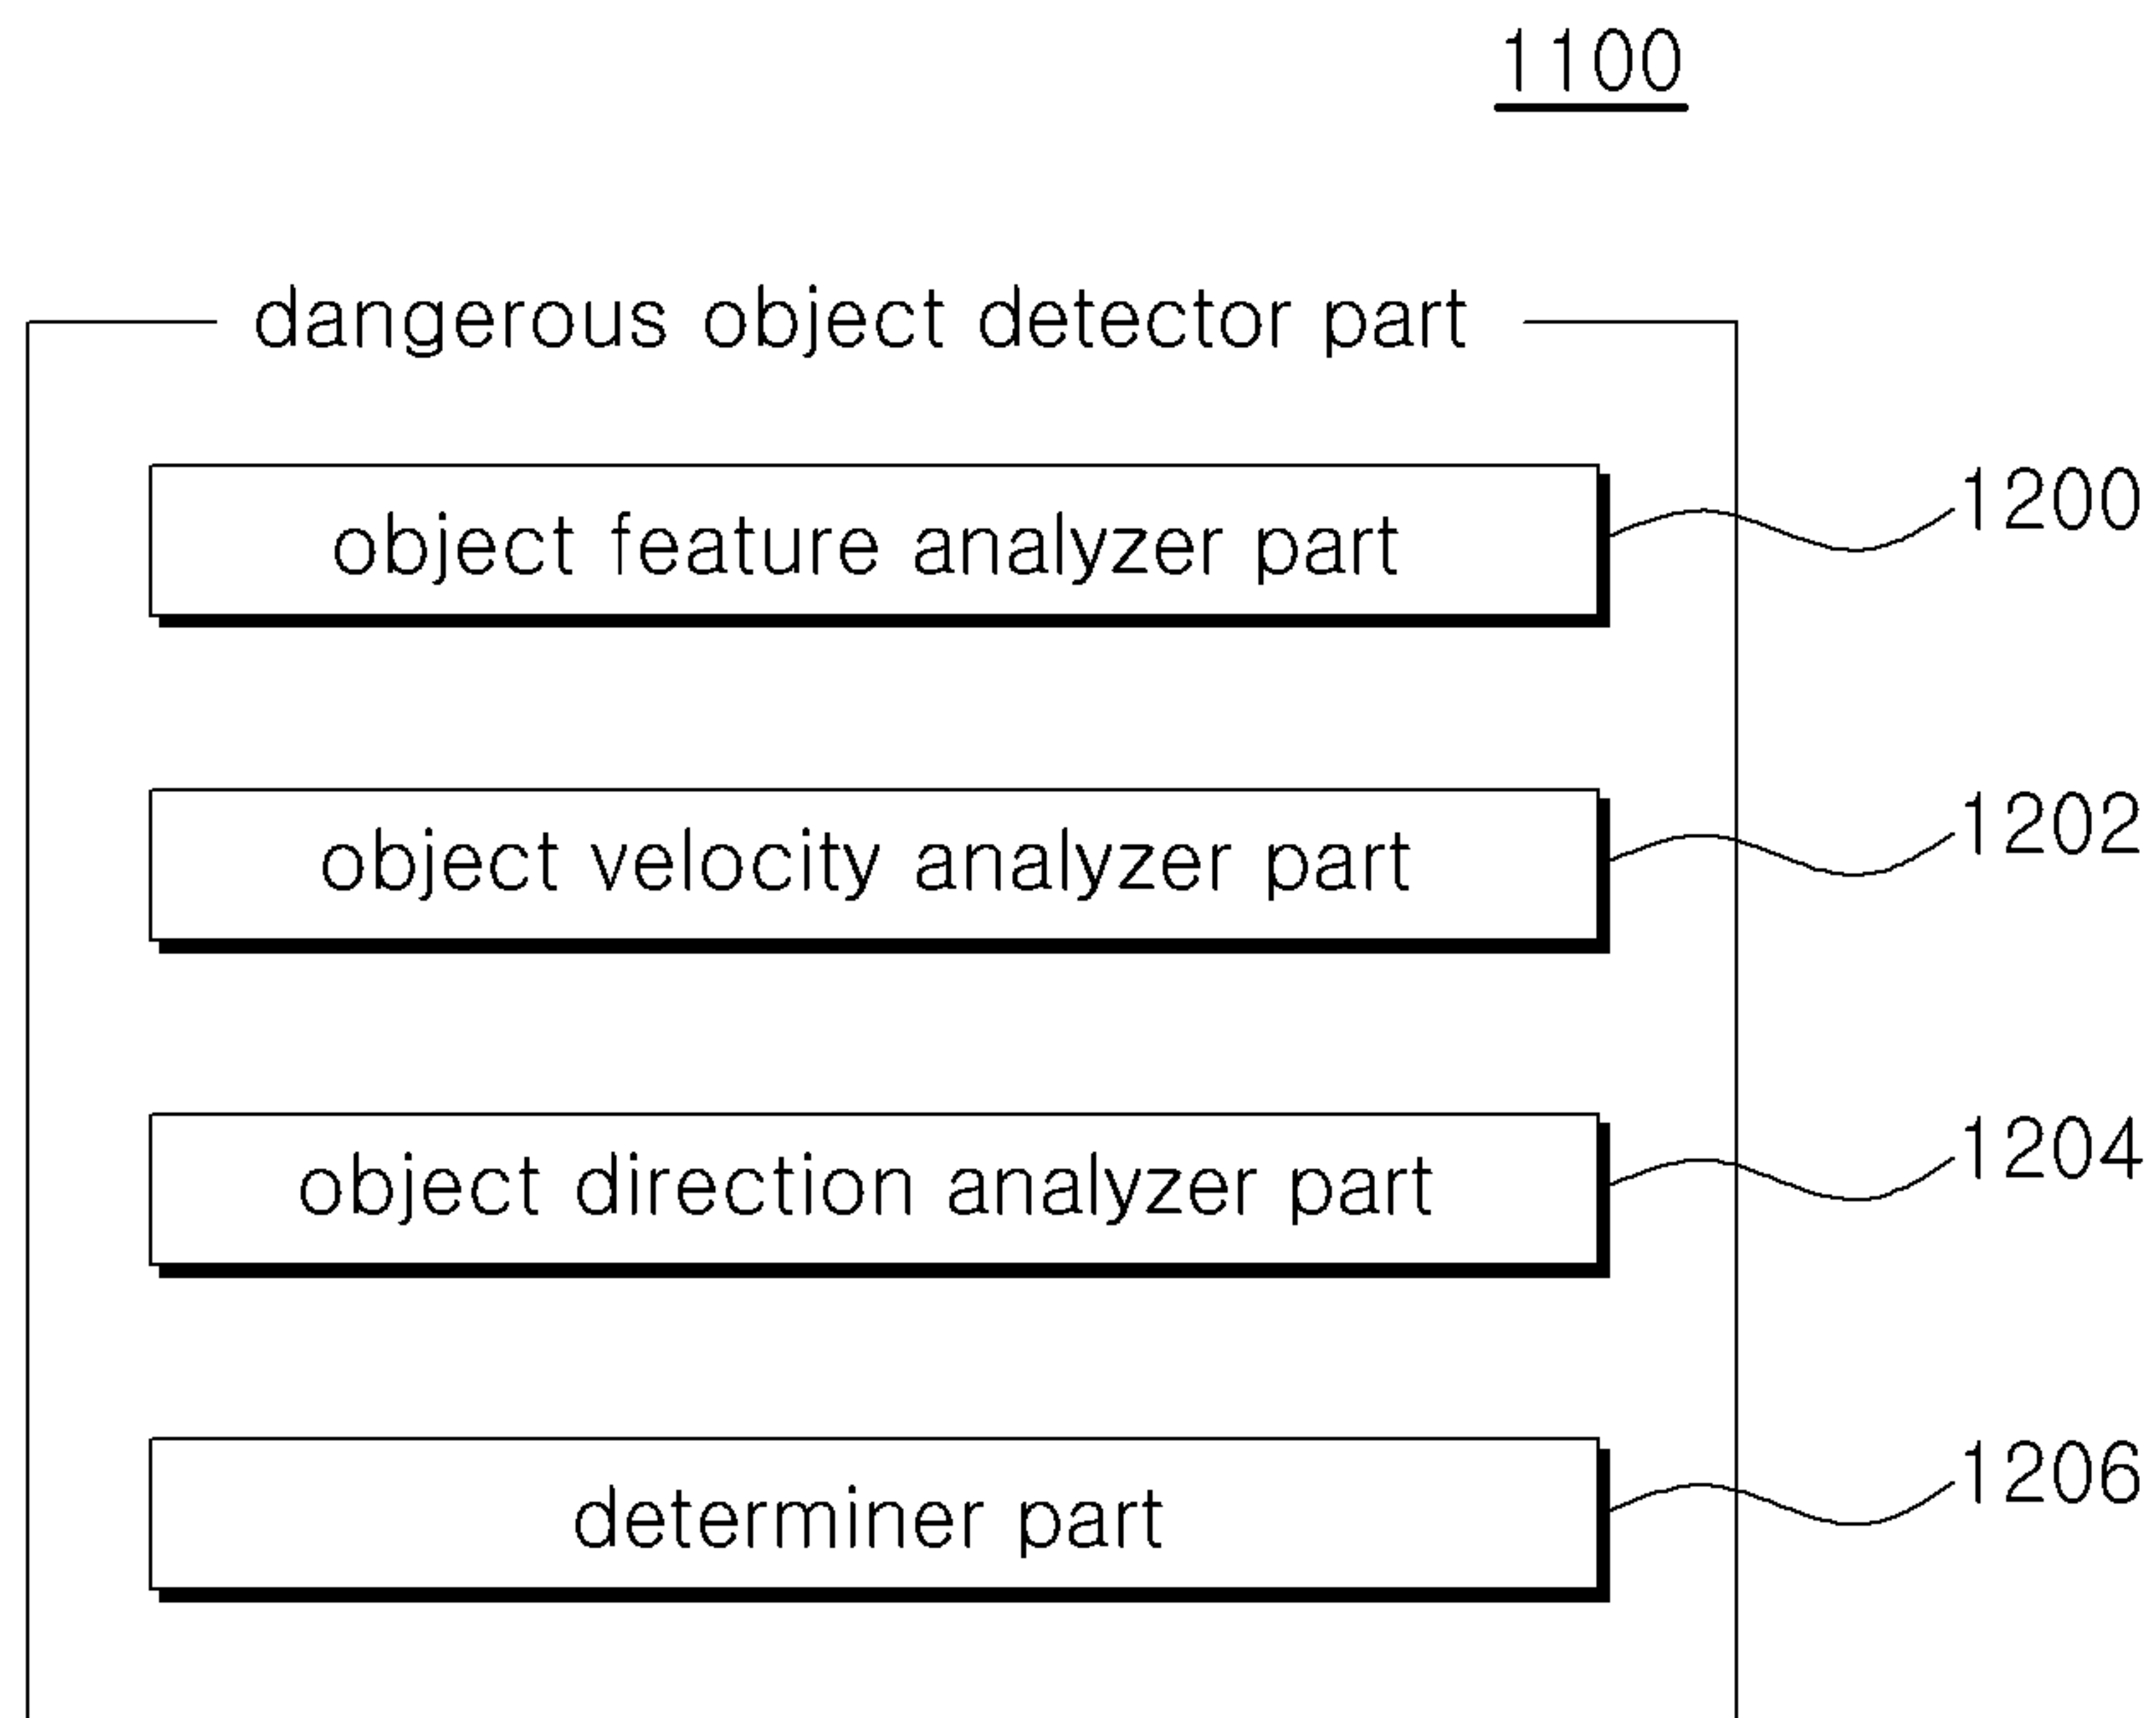 1100
dangerous object detector part
object feature analyzer part
1200
object velocity analyzer part
1202
object direction analyzer part
1204
determiner part
1206